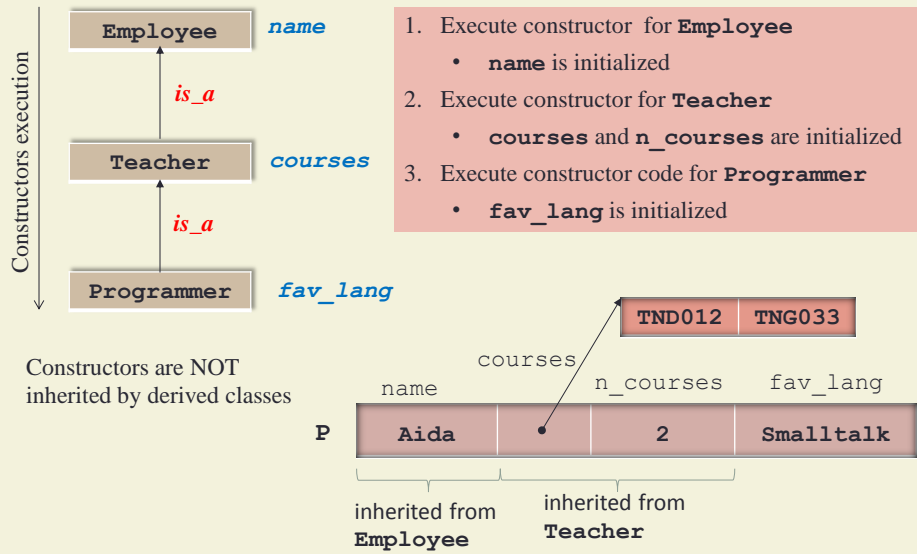 Constructors execution
Employee
name
is_a
Teacher
courses
is_a
Programmer
fav_lang
1. Execute constructor for Employee
• name is initialized
2. Execute constructor for Teacher
• courses and n_courses are initialized
3. Execute constructor code for Programmer
• fav_lang is initialized
Constructors are NOT
inherited by derived classes
TND012 TNG033
courses
name n_courses fav_lang
P Aida 2 Smalltalk
inherited from
Employee
inherited from
Teacher